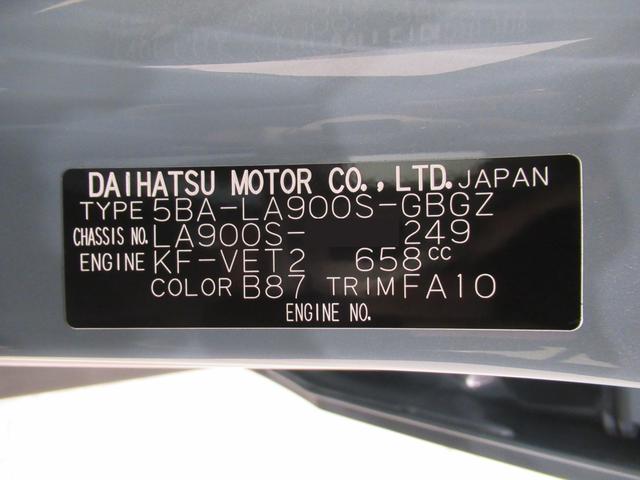 DAIHATSU MOTOR CO., LTD. JAPAN
TYPE 5BA-LA900S-GBGZ
CHASSIS NO. LA900S- 249
ENGINE KF-VET2 658cc
COLOR B87 TRIM FA10
ENGINE NO.